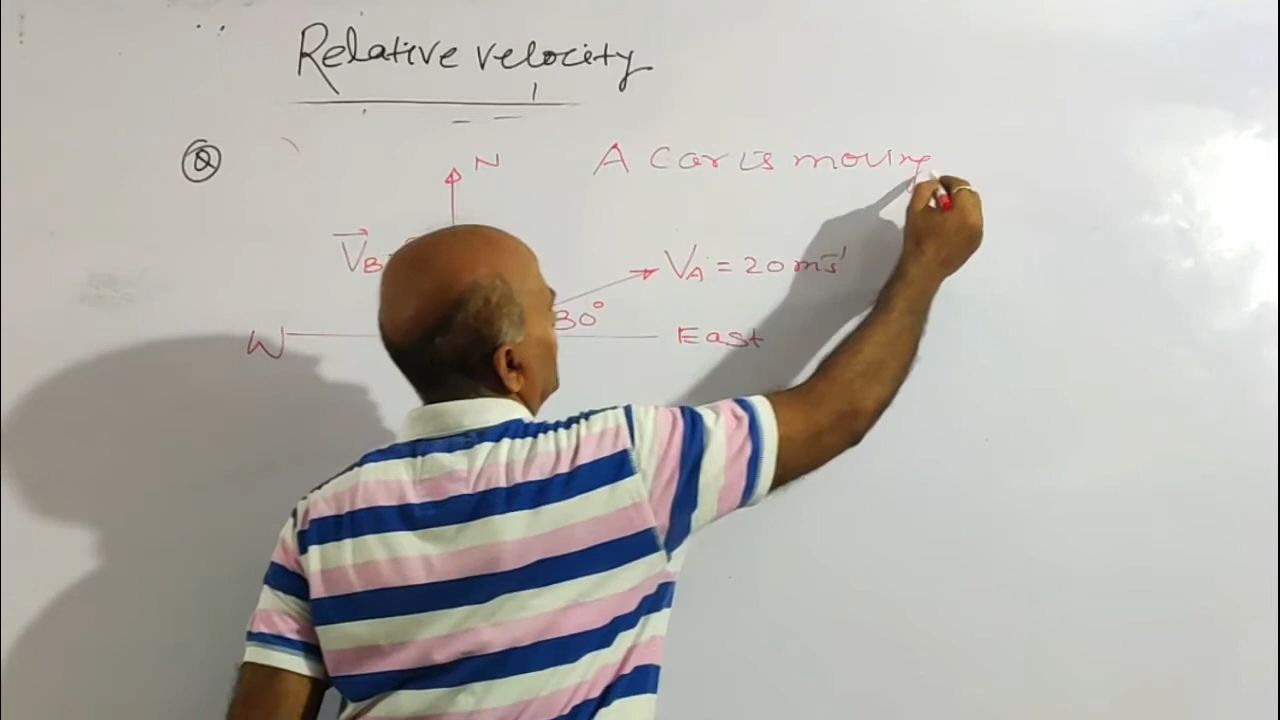 Relative velocity
Q
N
A Car is moving
V_B
V_A = 20 ms⁻¹
30°
W
East